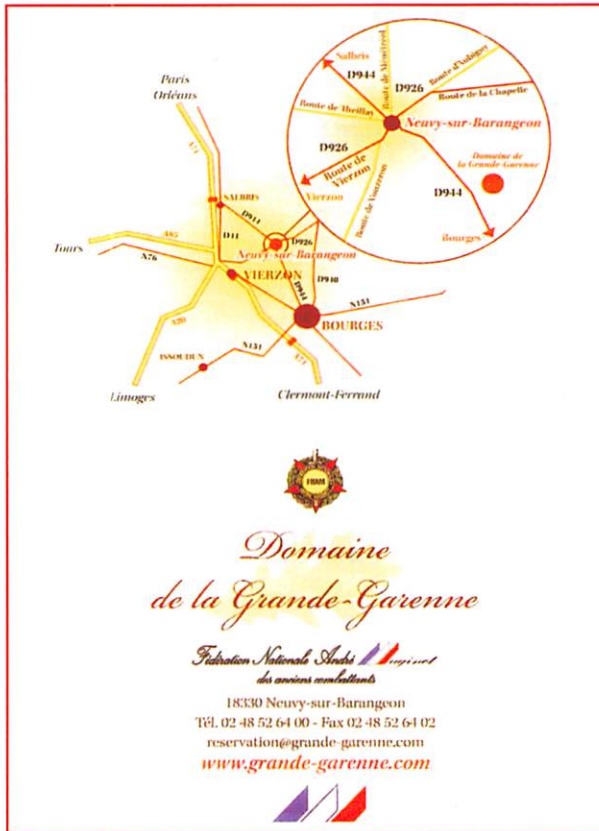 Paris
Orléans
A71
SALBRIS
D944
D11
A85
Tours
N76
D926
Neuvy-sur-Barangeon
VIERZON
D940
D944
N151
BOURGES
A20
ISSOUDUN
N151
A71
Limoges
Clermont-Ferrand
Salbris
D944
Route de Ménétréol
D926
Route d'Aubigny
Route de la Chapelle
Route de Theillay
Neuvy-sur-Barangeon
D926
Route de
Vierzon
Vierzon
Route de Vouzeron
Domaine de
la Grande-Garenne
D944
Bourges
Domaine
de la Grande-Garenne
Fédération Nationale André Maginot
des anciens combattants
18330 Neuvy-sur-Barangeon
Tél. 02 48 52 64 00 - Fax 02 48 52 64 02
reservation@grande-garenne.com
www.grande-garenne.com